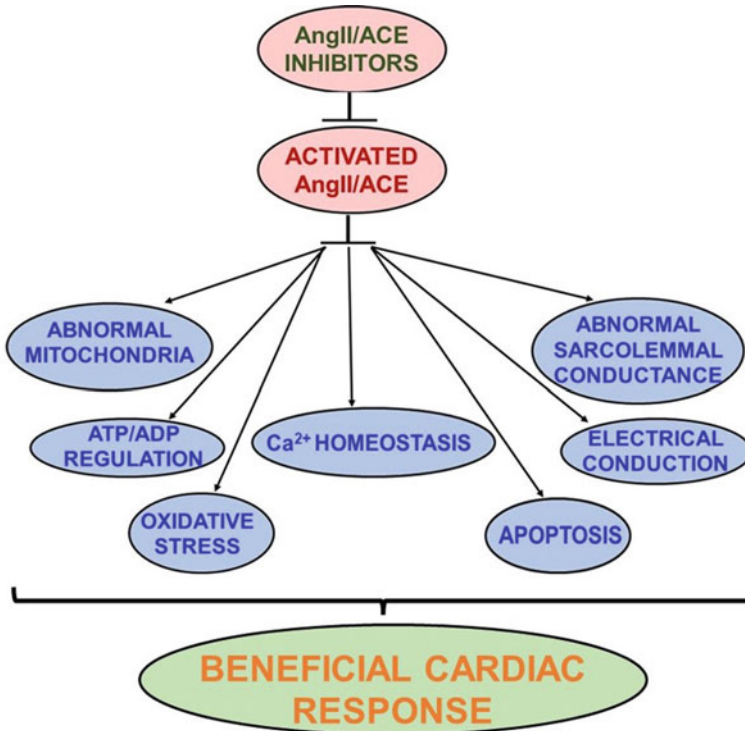 AngII/ACE
INHIBITORS
ACTIVATED
AngII/ACE
ABNORMAL
MITOCHONDRIA
ABNORMAL
SARCOLEMMAL
CONDUCTANCE
ATP/ADP
REGULATION
Ca²⁺ HOMEOSTASIS
ELECTRICAL
CONDUCTION
OXIDATIVE
STRESS
APOPTOSIS
BENEFICIAL CARDIAC
RESPONSE